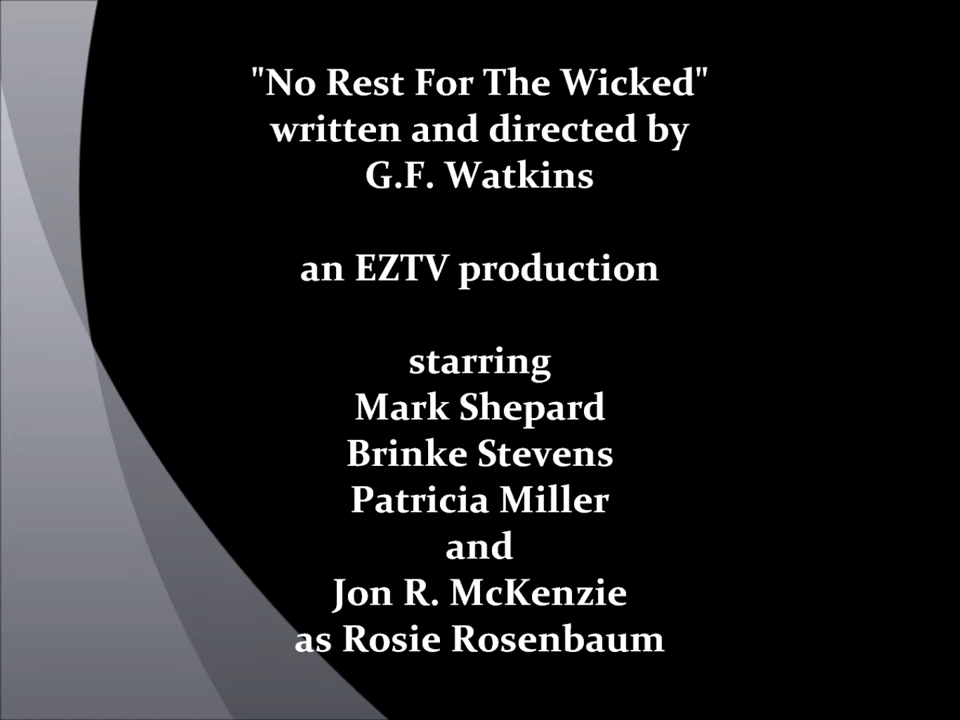 "No Rest For The Wicked"
written and directed by
G.F. Watkins
an EZTV production
starring
Mark Shepard
Brinke Stevens
Patricia Miller
and
Jon R. McKenzie
as Rosie Rosenbaum